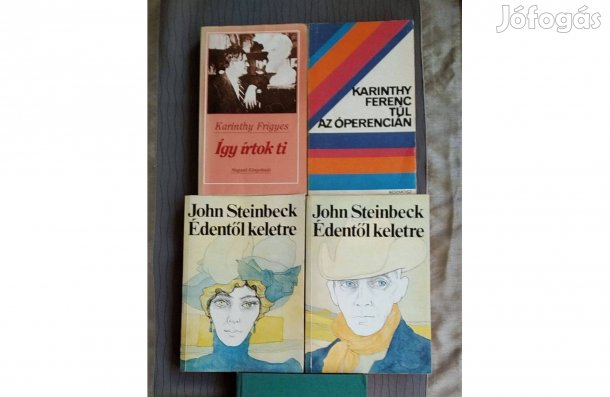 Jófogás
Karinthy Frigyes
Így írtok ti
KARINTHY
FERENC
TÚL
AZ ÓPERENCIÁN
John Steinbeck
Édentől keletre
John Steinbeck
Édentől keletre